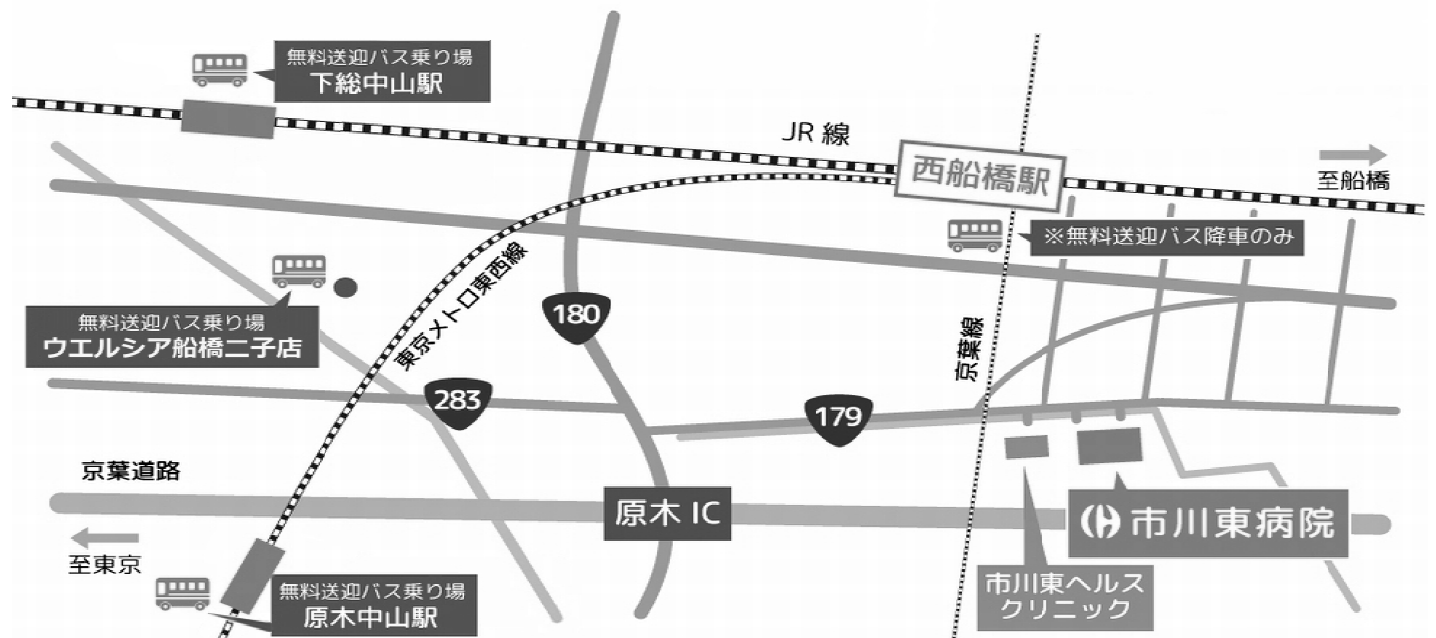 無料送迎バス乗り場
下総中山駅
JR 線
西船橋駅
至船橋
※無料送迎バス降車のみ
無料送迎バス乗り場
ウエルシア船橋二子店
東京メトロ東西線
180
京葉線
283
179
京葉道路
原木 IC
市川東病院
至東京
無料送迎バス乗り場
原木中山駅
市川東ヘルス
クリニック